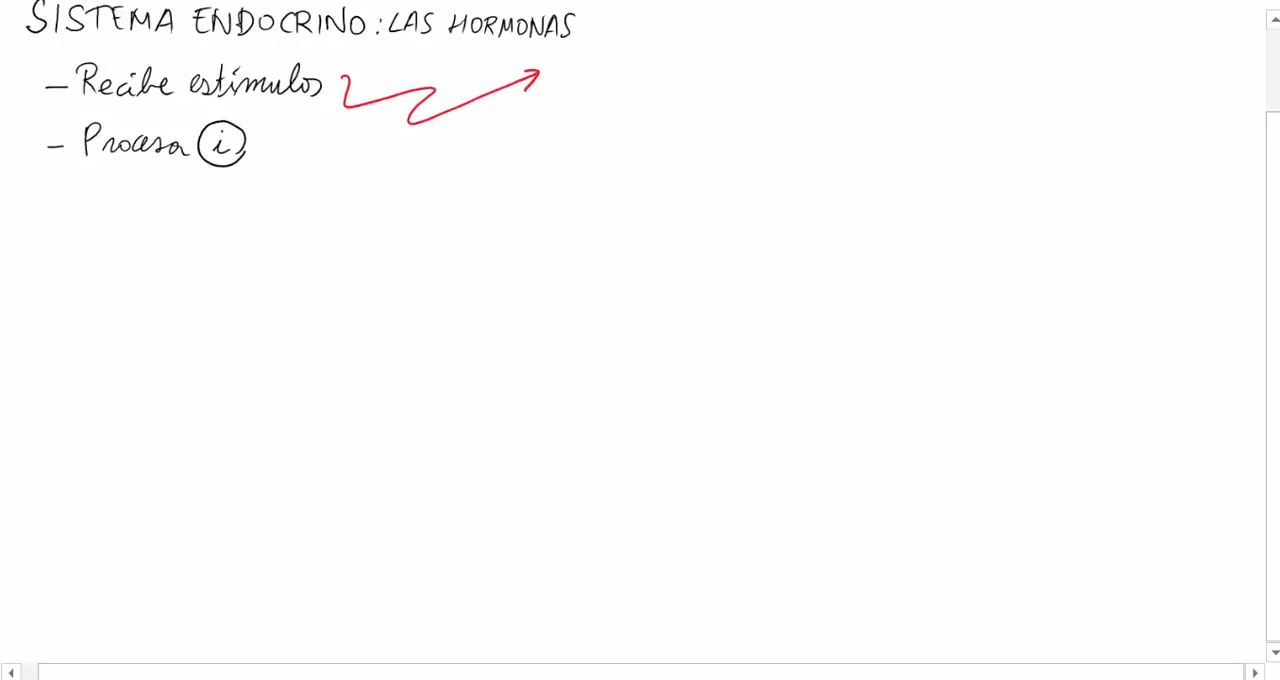 SISTEMA ENDOCRINO: LAS HORMONAS
- Recibe estímulos
- Procesa i